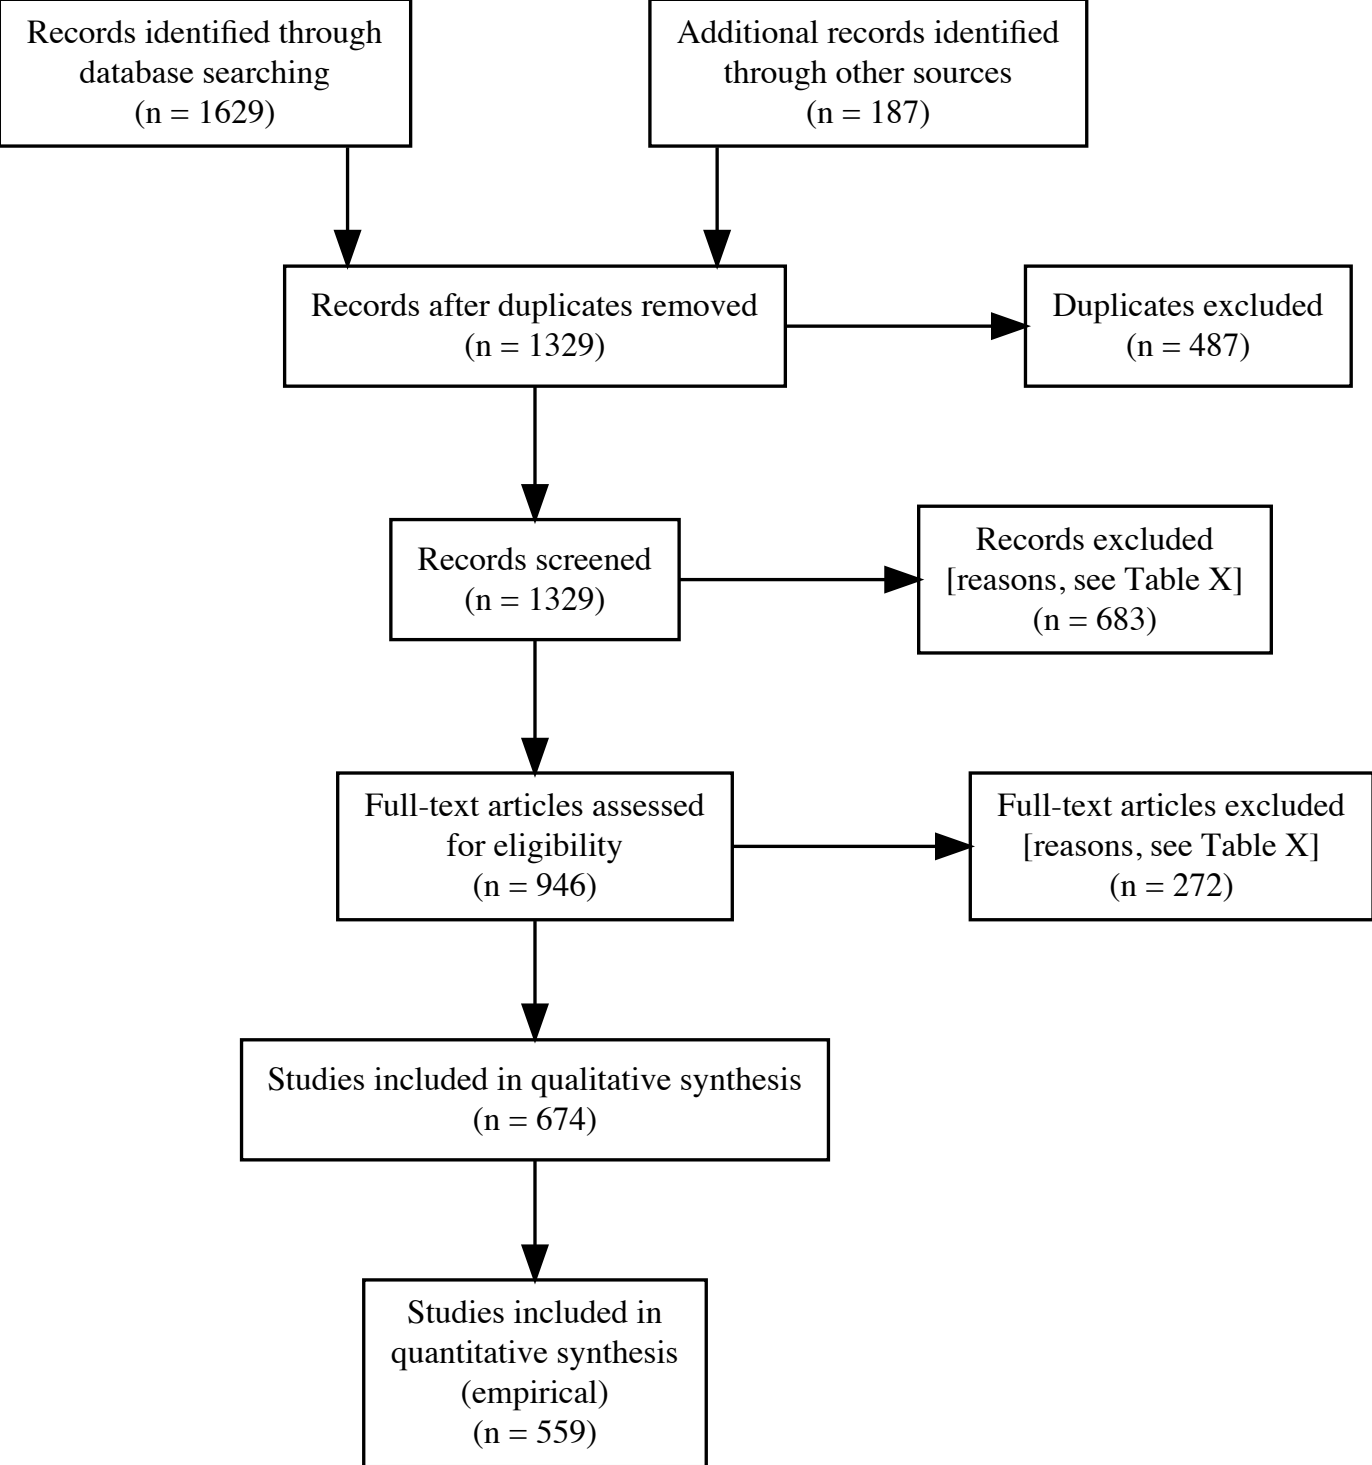 Records identified through
database searching
(n = 1629)
Additional records identified
through other sources
(n = 187)
Records after duplicates removed
(n = 1329)
Duplicates excluded
(n = 487)
Records screened
(n = 1329)
Records excluded
[reasons, see Table X]
(n = 683)
Full-text articles assessed
for eligibility
(n = 946)
Full-text articles excluded
[reasons, see Table X]
(n = 272)
Studies included in qualitative synthesis
(n = 674)
Studies included in
quantitative synthesis
(empirical)
(n = 559)